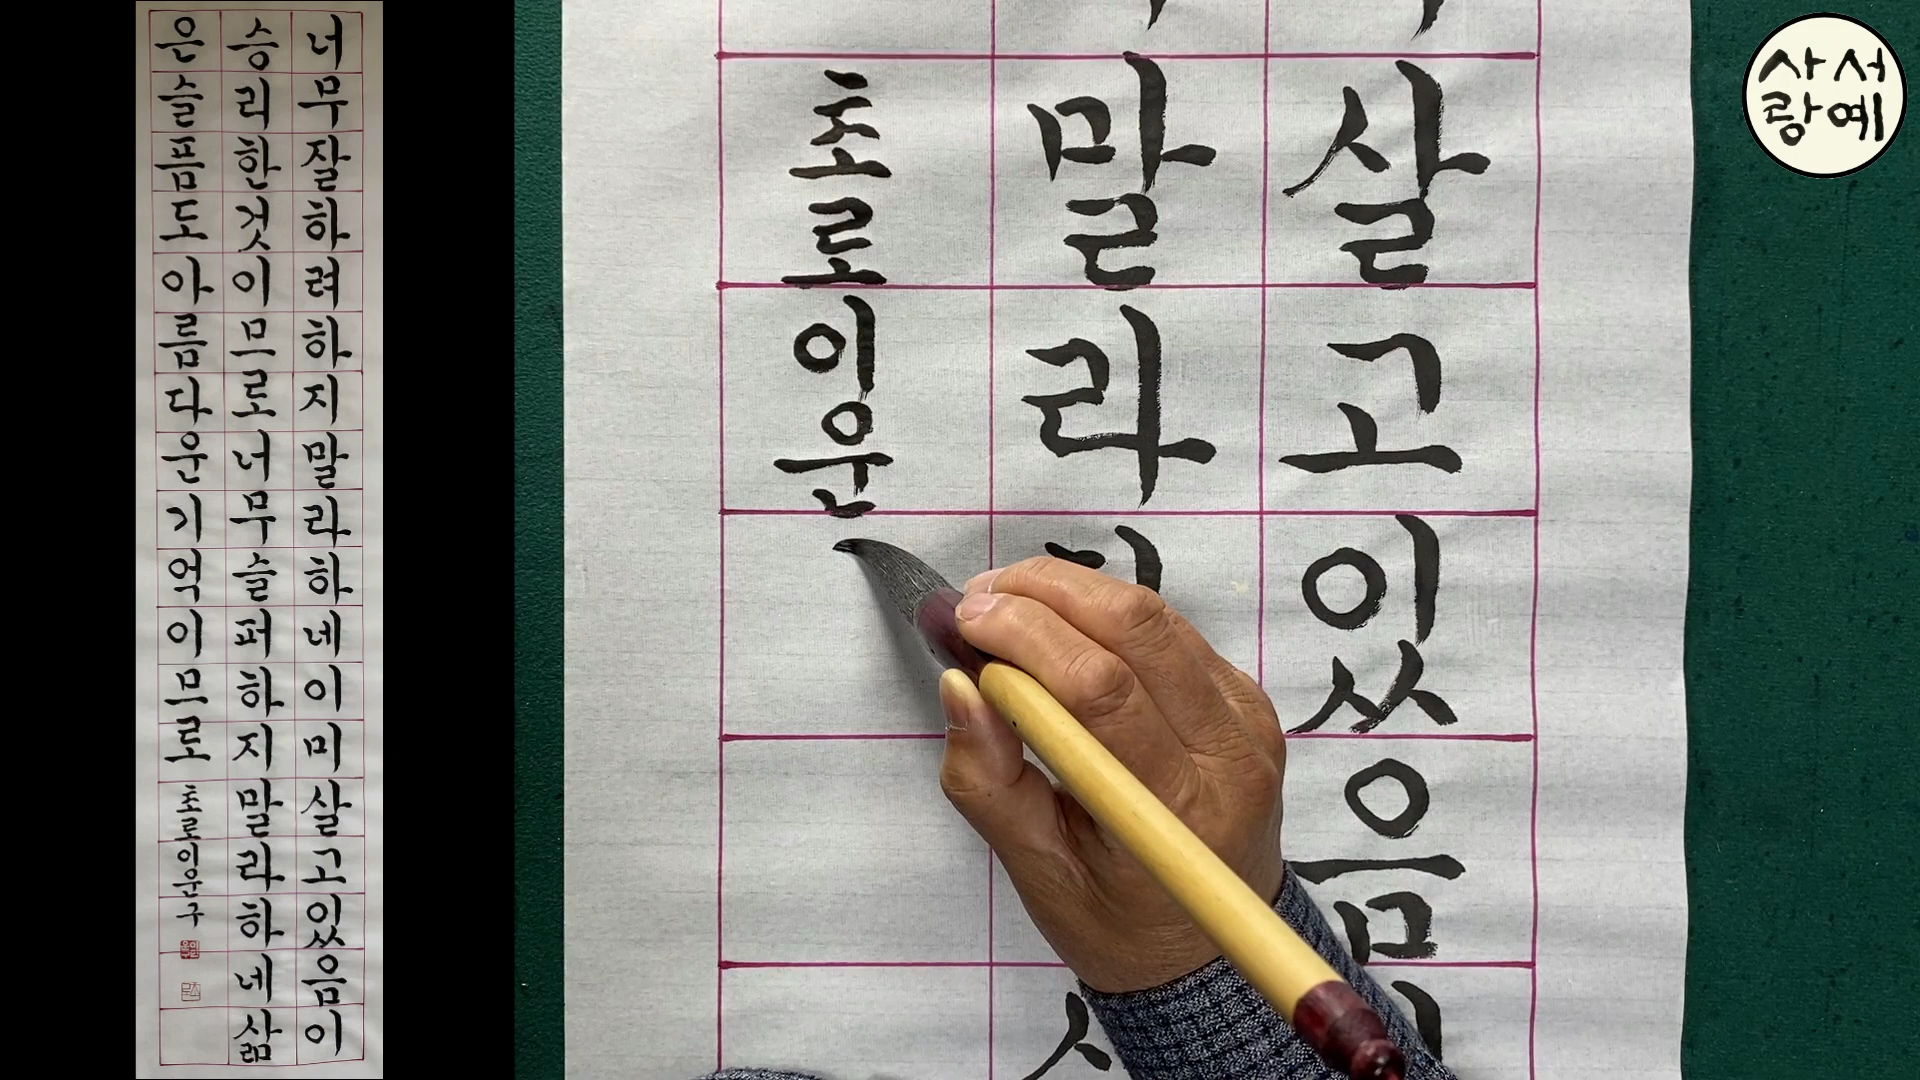 너무잘하려하지말라하네이미살고있음이
승리한것이므로너무슬퍼하지말라하네삶
은슬픔도아름다운기억이므로 초로이운구
살고있음
말라
초로이운
서예
사랑